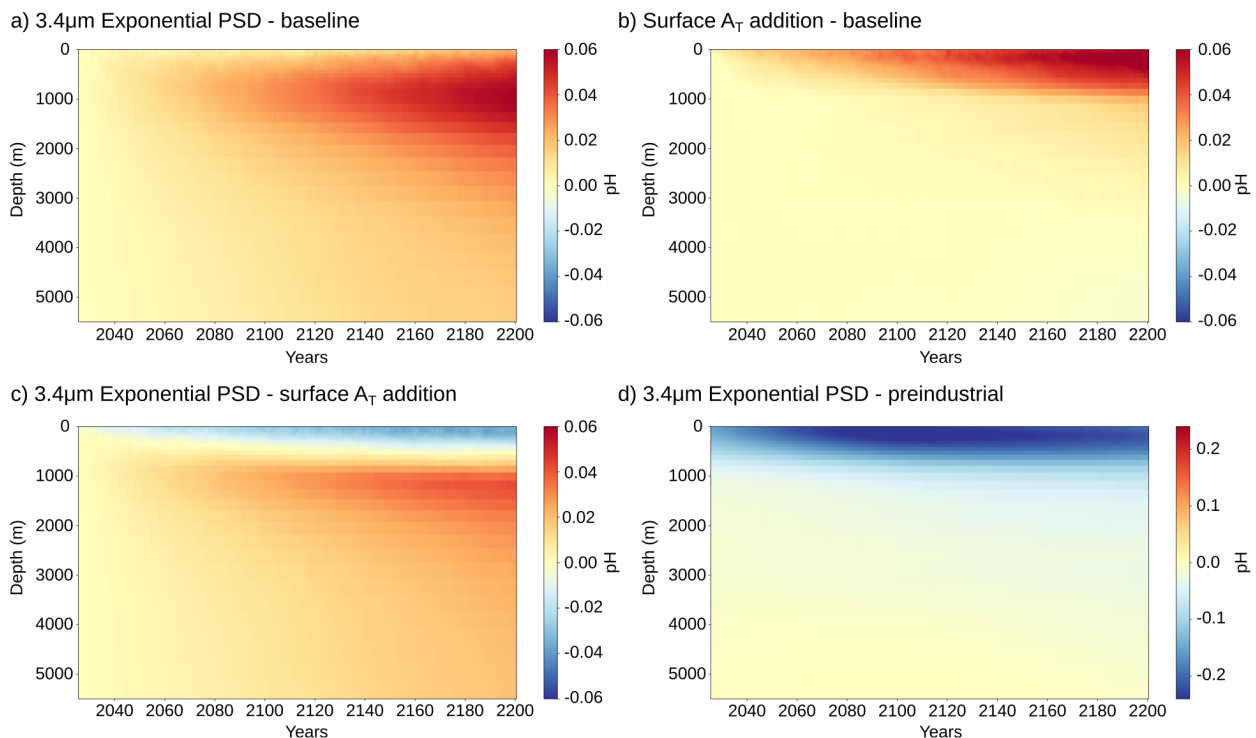 a) 3.4μm Exponential PSD - baseline
0
1000
2000
3000
4000
5000
Depth (m)
2040 2060 2080 2100 2120 2140 2160 2180 2200
Years
0.06
0.04
0.02
0.00
-0.02
-0.04
-0.06
pH
b) Surface A_T addition - baseline
0
1000
2000
3000
4000
5000
Depth (m)
2040 2060 2080 2100 2120 2140 2160 2180 2200
Years
0.06
0.04
0.02
0.00
-0.02
-0.04
-0.06
pH
c) 3.4μm Exponential PSD - surface A_T addition
0
1000
2000
3000
4000
5000
Depth (m)
2040 2060 2080 2100 2120 2140 2160 2180 2200
Years
0.06
0.04
0.02
0.00
-0.02
-0.04
-0.06
pH
d) 3.4μm Exponential PSD - preindustrial
0
1000
2000
3000
4000
5000
Depth (m)
2040 2060 2080 2100 2120 2140 2160 2180 2200
Years
0.2
0.1
0.0
-0.1
-0.2
pH